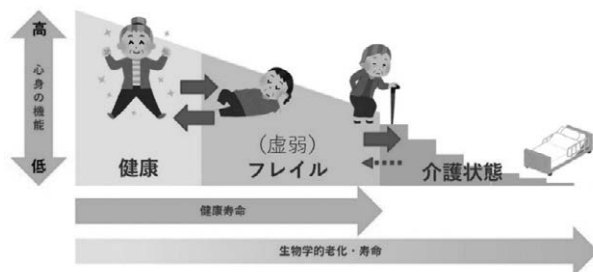 高
心身の機能
低
健康
（虚弱）
フレイル
介護状態
健康寿命
生物学的老化・寿命